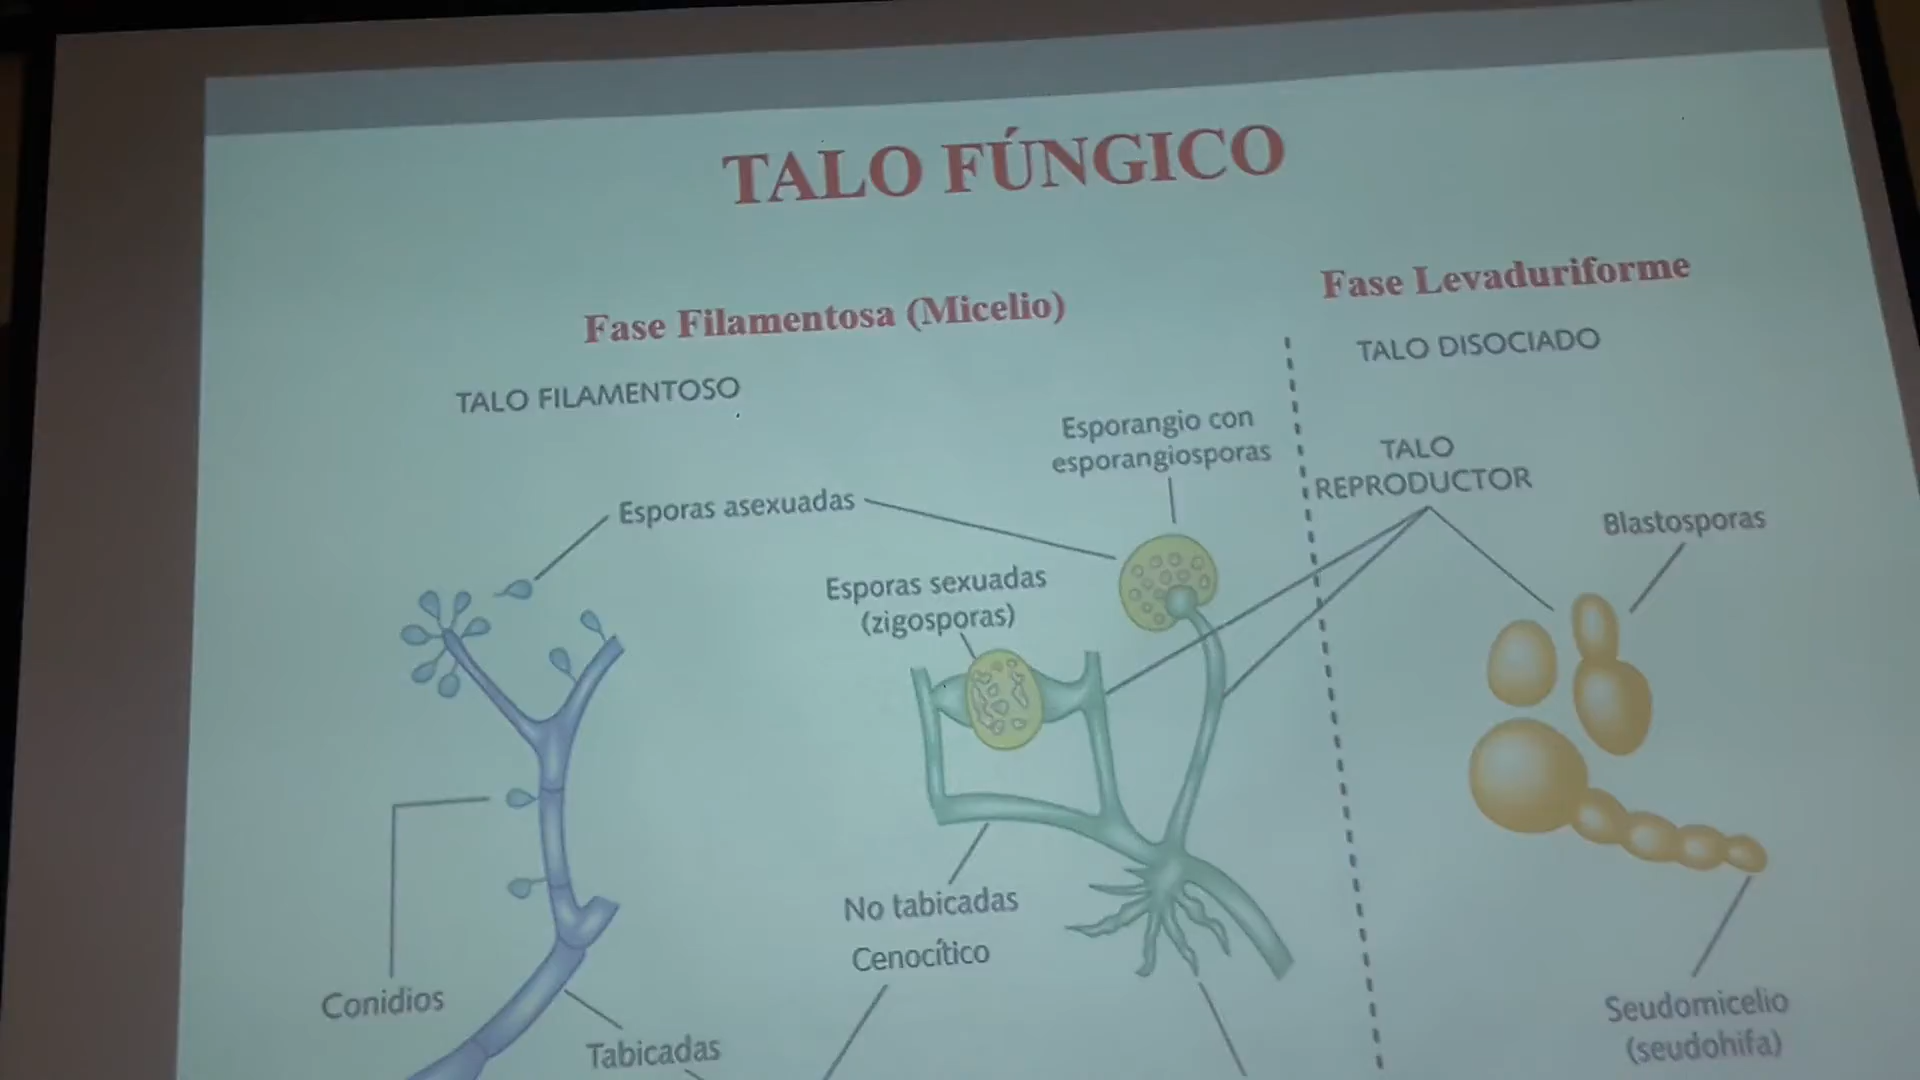 TALO FÚNGICO
Fase Filamentosa (Micelio)
Fase Levaduriforme
TALO FILAMENTOSO
TALO DISOCIADO
Esporangio con
esporangiosporas
TALO
REPRODUCTOR
Esporas asexuadas
Blastosporas
Esporas sexuadas
(zigosporas)
No tabicadas
Cenocítico
Conidios
Tabicadas
Seudomicelio
(seudohifa)